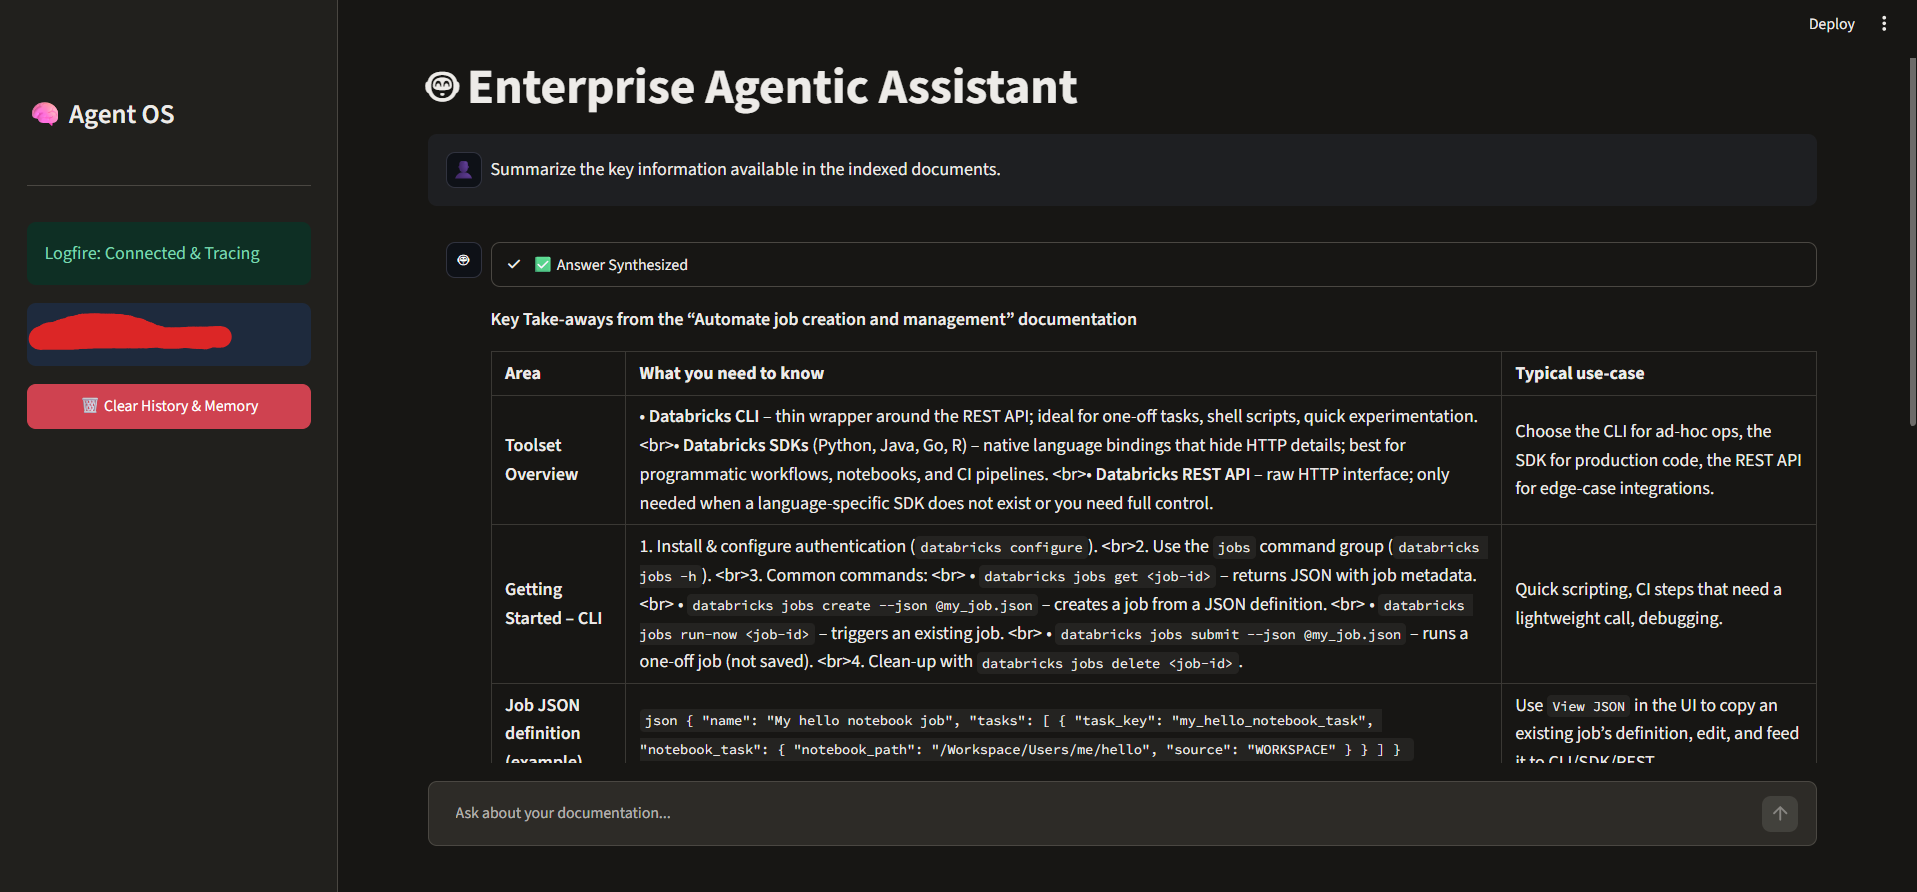 Deploy
Agent OS
Logfire: Connected & Tracing
Clear History & Memory
Enterprise Agentic Assistant
Summarize the key information available in the indexed documents.
Answer Synthesized
Key Take-aways from the “Automate job creation and management” documentation
Area
What you need to know
Typical use-case
Toolset
Overview
• Databricks CLI – thin wrapper around the REST API; ideal for one-off tasks, shell scripts, quick experimentation.
<br>• Databricks SDKs (Python, Java, Go, R) – native language bindings that hide HTTP details; best for
programmatic workflows, notebooks, and CI pipelines. <br>• Databricks REST API – raw HTTP interface; only
needed when a language-specific SDK does not exist or you need full control.
Choose the CLI for ad-hoc ops, the
SDK for production code, the REST API
for edge-case integrations.
Getting
Started – CLI
1. Install & configure authentication ( databricks configure ). <br>2. Use the jobs command group ( databricks
jobs -h ). <br>3. Common commands: <br> • databricks jobs get <job-id> – returns JSON with job metadata.
<br> • databricks jobs create --json @my_job.json – creates a job from a JSON definition. <br> • databricks
jobs run-now <job-id> – triggers an existing job. <br> • databricks jobs submit --json @my_job.json – runs a
one-off job (not saved). <br>4. Clean-up with databricks jobs delete <job-id> .
Quick scripting, CI steps that need a
lightweight call, debugging.
Job JSON
definition
(example)
json { "name": "My hello notebook job", "tasks": [ { "task_key": "my_hello_notebook_task",
"notebook_task": { "notebook_path": "/Workspace/Users/me/hello", "source": "WORKSPACE" } } ] }
Use View JSON in the UI to copy an
existing job’s definition, edit, and feed
it to CLI/SDK/REST
Ask about your documentation...